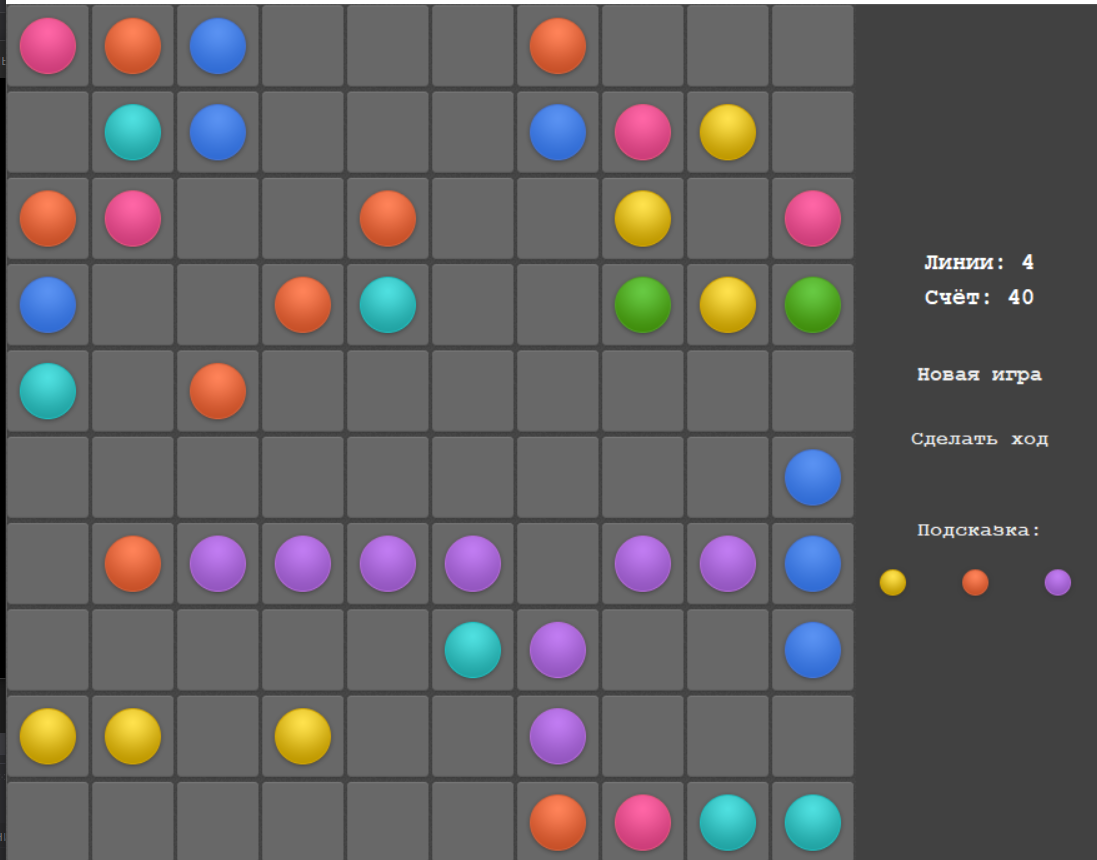 Линии: 4
Счёт: 40
Новая игра
Сделать ход
Подсказка: